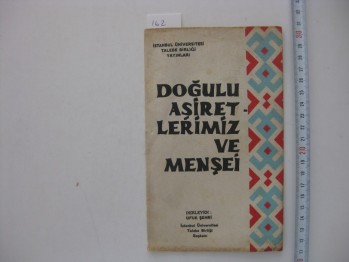 162
İSTANBUL ÜNİVERSİTESİ
TALEBE BİRLİĞİ
YAYINLARI
DOĞULU
AŞİRET-
LERİMİZ
VE
MENŞEİ
DERLEYEN:
UFUK ŞEHRİ
İstanbul Üniversitesi
Talebe Birliği
Başkanı